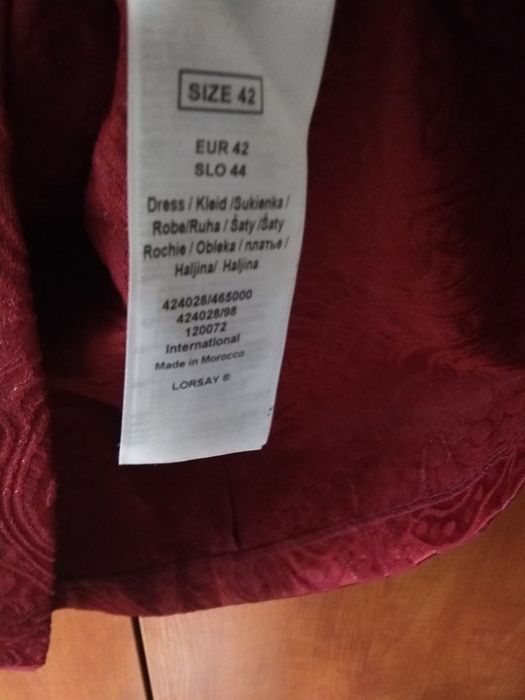 SIZE 42
EUR 42
SLO 44
Dress / Kleid /Sukienka /
Robe/Ruha / Šaty /Šaty
Rochie / Obleka / платье /
Haljina/ Haljina
424028/465000
424028/98
120072
International
Made in Morocco
LORSAY ®